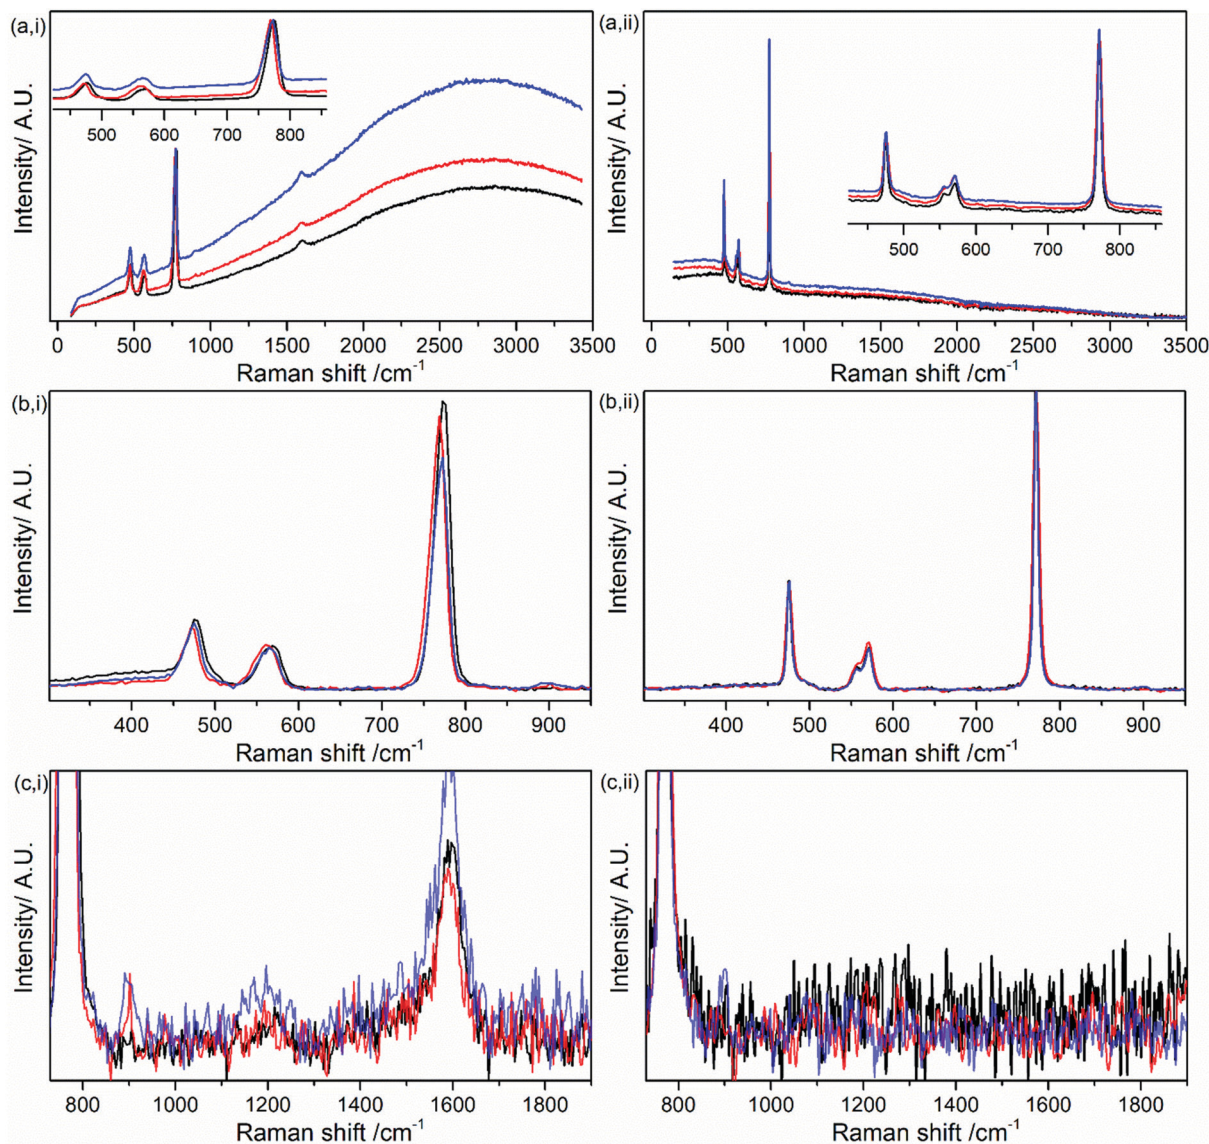 (a,i)
Intensity/ A.U.
500 600 700 800
0 500 1000 1500 2000 2500 3000 3500
Raman shift /cm-1
(a,ii)
Intensity/ A.U.
500 600 700 800
0 500 1000 1500 2000 2500 3000 3500
Raman shift /cm-1
(b,i)
Intensity/ A.U.
400 500 600 700 800 900
Raman shift /cm-1
(b,ii)
Intensity/ A.U.
400 500 600 700 800 900
Raman shift /cm-1
(c,i)
Intensity/ A.U.
800 1000 1200 1400 1600 1800
Raman shift /cm-1
(c,ii)
Intensity/ A.U.
800 1000 1200 1400 1600 1800
Raman shift /cm-1